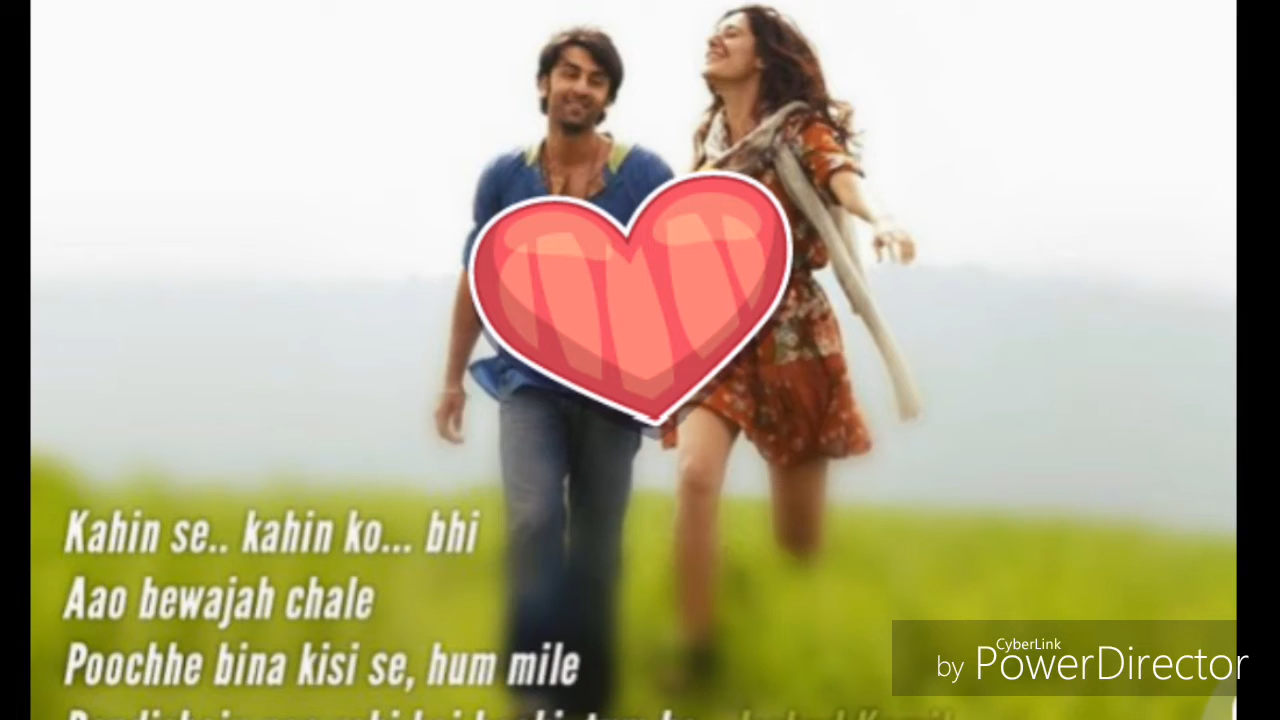 Kahin se.. kahin ko... bhi
Aao bewajah chale
Poochhe bina kisi se, hum mile
CyberLink
by PowerDirector